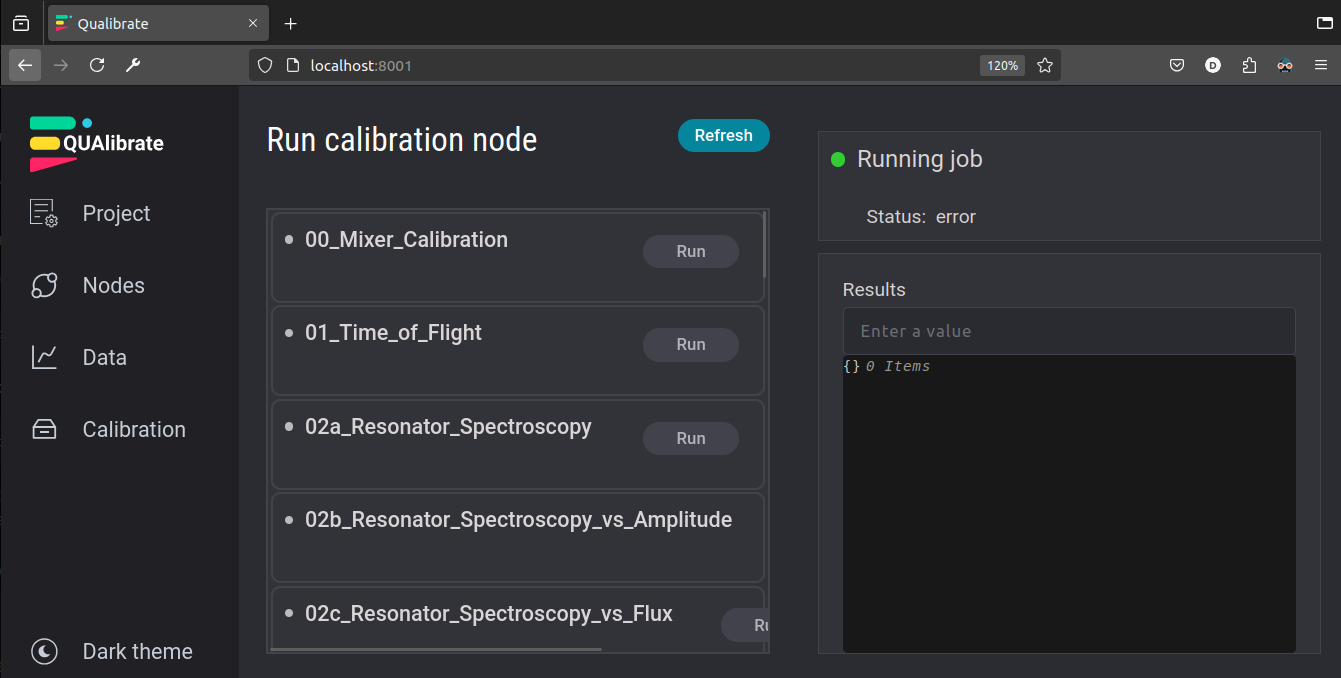 Qualibrate
localhost:8001
120%
D
QUAlibrate
Project
Nodes
Data
Calibration
Dark theme
Run calibration node
Refresh
00_Mixer_Calibration
Run
01_Time_of_Flight
Run
02a_Resonator_Spectroscopy
Run
02b_Resonator_Spectroscopy_vs_Amplitude
02c_Resonator_Spectroscopy_vs_Flux
Running job
Status: error
Results
Enter a value
{} 0 Items